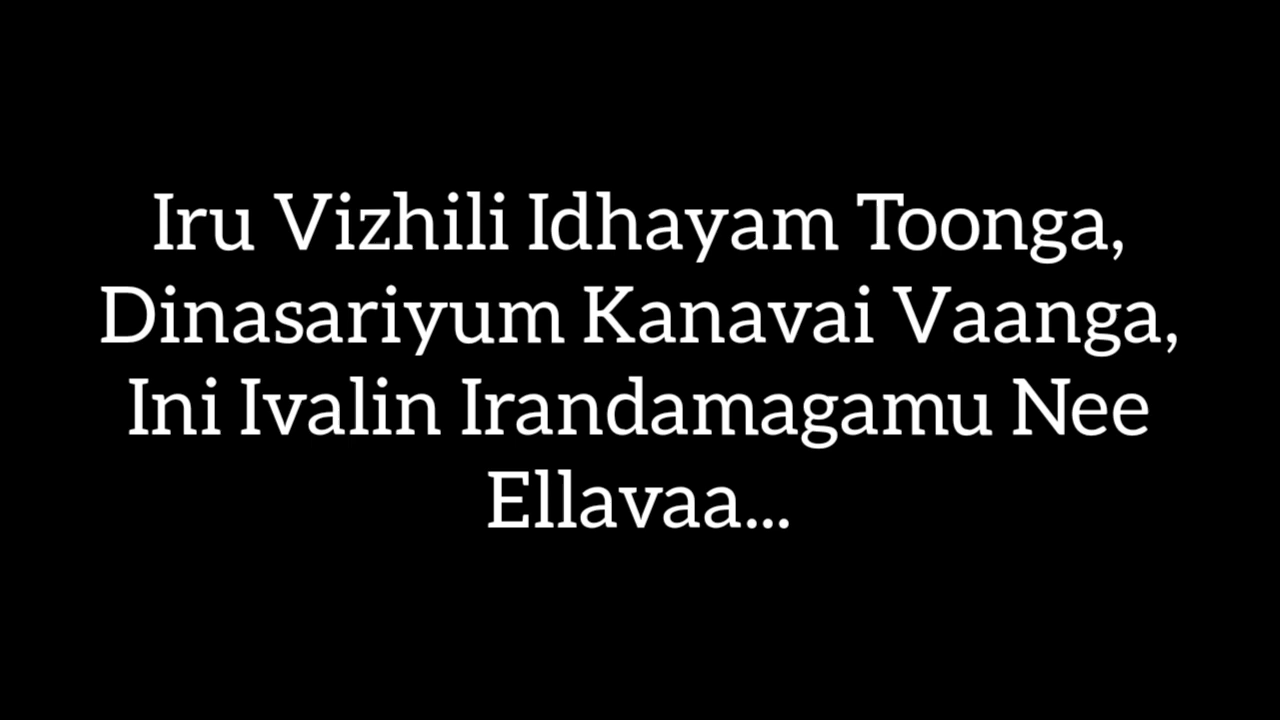 Iru Vizhili Idhayam Toonga,
Dinasariyum Kanavai Vaanga,
Ini Ivalin Irandamagamu Nee
Ellavaa...